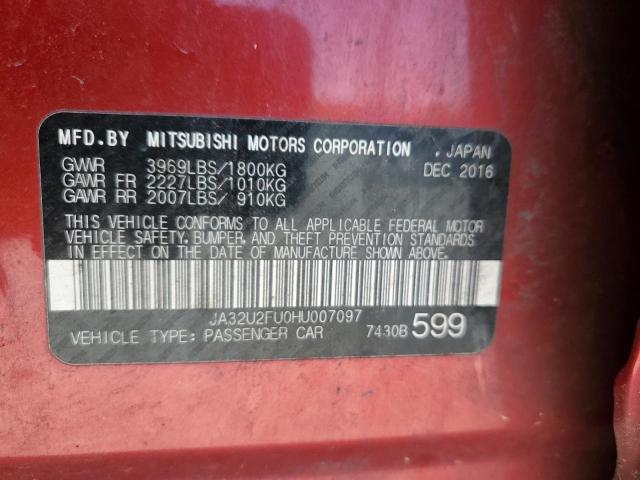 MFD. BY MITSUBISHI MOTORS CORPORATION , JAPAN
GVWR 3969LBS/1800KG DEC 2016
GAWR FR 2227LBS/1010KG
GAWR RR 2007LBS/ 910KG
THIS VEHICLE CONFORMS TO ALL APPLICABLE FEDERAL MOTOR
VEHICLE SAFETY, BUMPER, AND THEFT PREVENTION STANDARDS
IN EFFECT ON THE DATE OF MANUFACTURE SHOWN ABOVE.
JA32U2FU0HU007097
VEHICLE TYPE: PASSENGER CAR 7430B 599